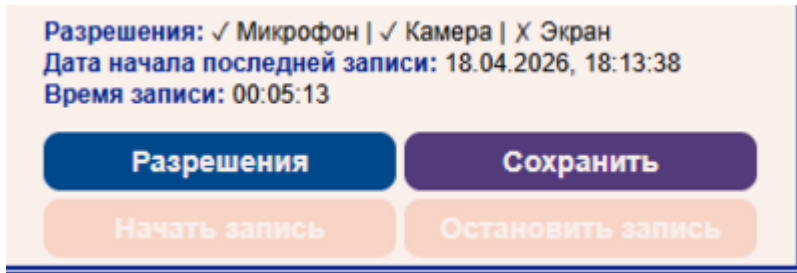 Разрешения: ✓ Микрофон | ✓ Камера | ✗ Экран
Дата начала последней записи: 18.04.2026, 18:13:38
Время записи: 00:05:13
Разрешения Сохранить
Начать запись Остановить запись